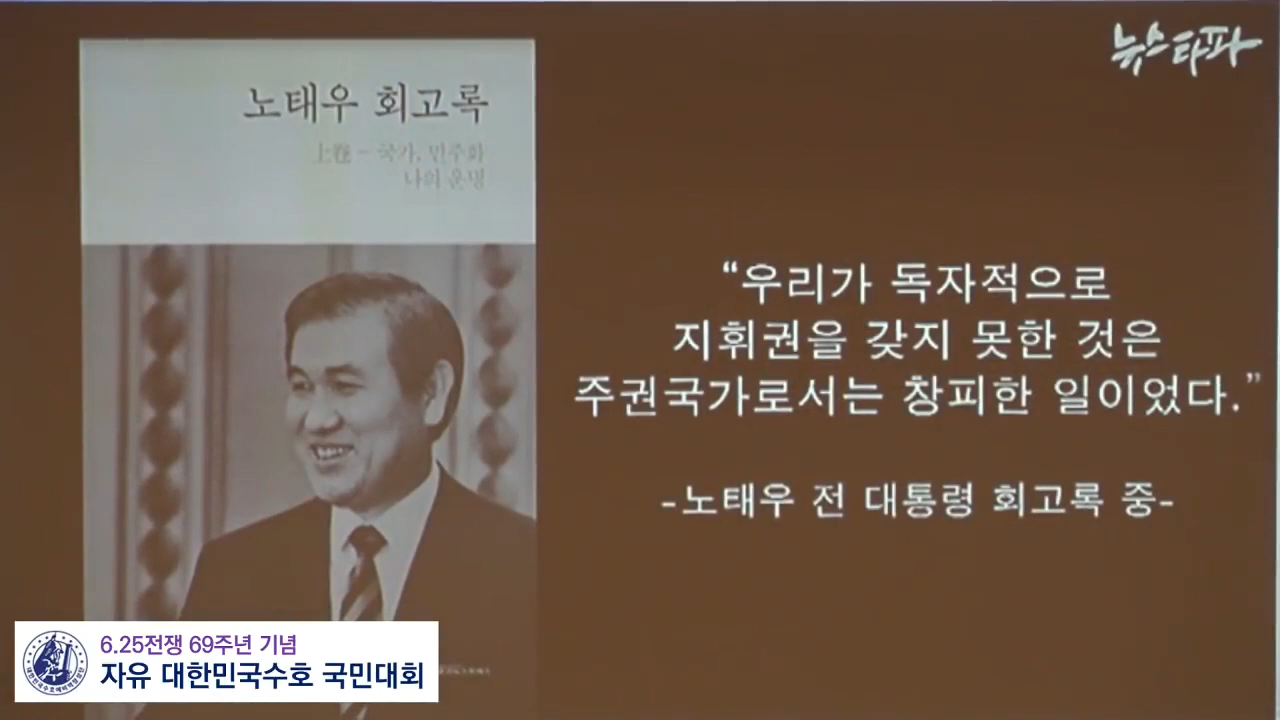 뉴스타파
노태우 회고록
上卷 - 국가, 민주화
나의 운명
“우리가 독자적으로
지휘권을 갖지 못한 것은
주권국가로서는 창피한 일이었다.”
-노태우 전 대통령 회고록 중-
6.25전쟁 69주년 기념
자유 대한민국수호 국민대회